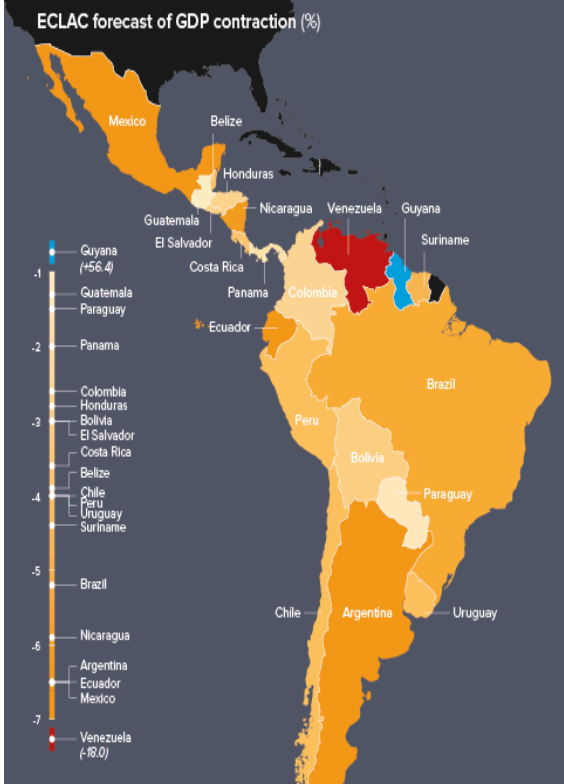 ECLAC forecast of GDP contraction (%)
Mexico
Belize
Honduras
Guatemala
El Salvador
Nicaragua
Venezuela
Guyana
Suriname
Costa Rica
Panama
Colombia
Ecuador
Brazil
Peru
Bolivia
Paraguay
Chile
Argentina
Uruguay
Guyana
(+56.4)
-1
Guatemala
Paraguay
Panama
-2
Colombia
Honduras
Bolivia
-3
El Salvador
Costa Rica
Belize
Chile
-4
Peru
Uruguay
Suriname
-5
Brazil
Nicaragua
-6
Argentina
Ecuador
Mexico
-7
Venezuela
(-18.0)